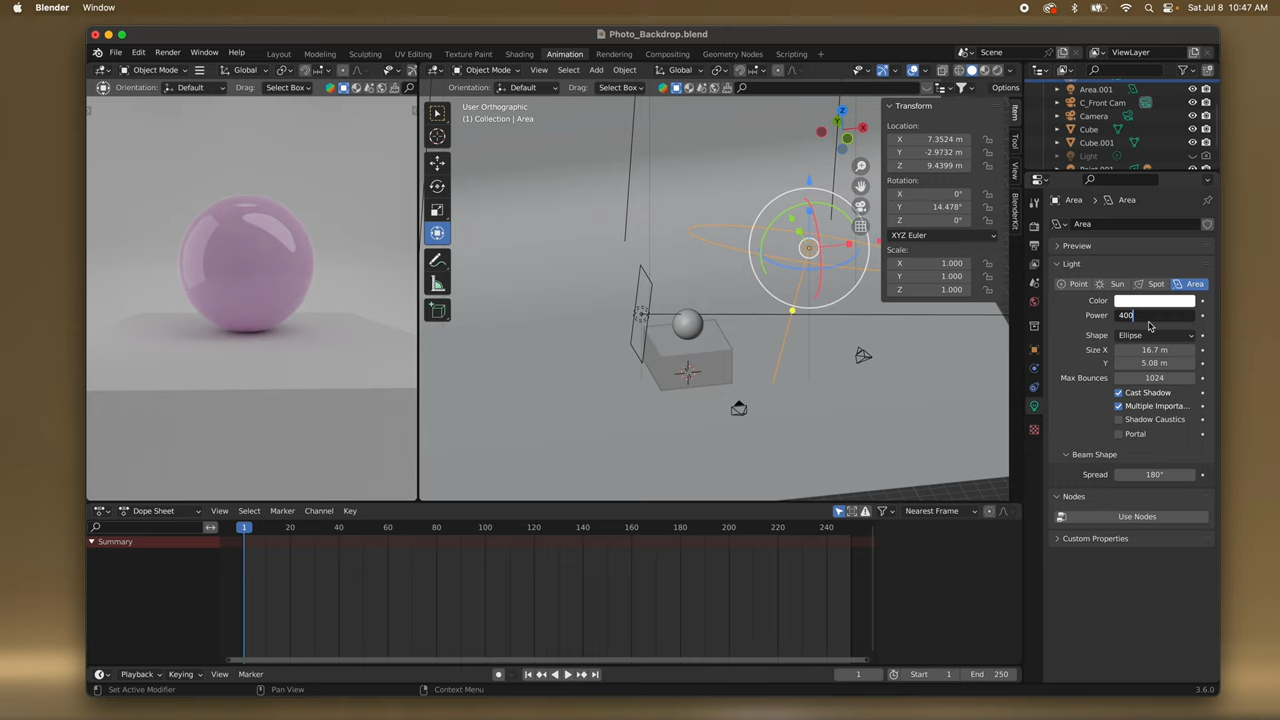 Blender Window Sat Jul 8 10:47 AM
Photo_Backdrop.blend
File Edit Render Window Help Layout Modeling Sculpting UV Editing Texture Paint Shading Animation Rendering Compositing Geometry Nodes Scripting + Scene ViewLayer
Object Mode Global Object Mode View Select Add Object Global
Orientation: Default Drag: Select Box Orientation: Default Drag: Select Box Options
User Orthographic
(1) Collection | Area
Z
Y
X
Transform
Location:
X 7.3524 m
Y -2.9732 m
Z 9.4399 m
Rotation:
X 0°
Y 14.478°
Z 0°
XYZ Euler
Scale:
X 1.000
Y 1.000
Z 1.000
Item
Tool
View
BlenderKit
Area.001
C_Front Cam
Camera
Cube
Cube.001
Light
Point.001
Area Area
Area
Preview
Light
Point Sun Spot Area
Color
Power 400
Shape Ellipse
Size X 16.7 m
Y 5.08 m
Max Bounces 1024
Cast Shadow
Multiple Importa...
Shadow Caustics
Portal
Beam Shape
Spread 180°
Nodes
Use Nodes
Custom Properties
Dope Sheet View Select Marker Channel Key Nearest Frame
1 20 40 60 80 100 120 140 160 180 200 220 240
Summary
Playback Keying View Marker 1 Start 1 End 250
Set Active Modifier Pan View Context Menu 3.6.0